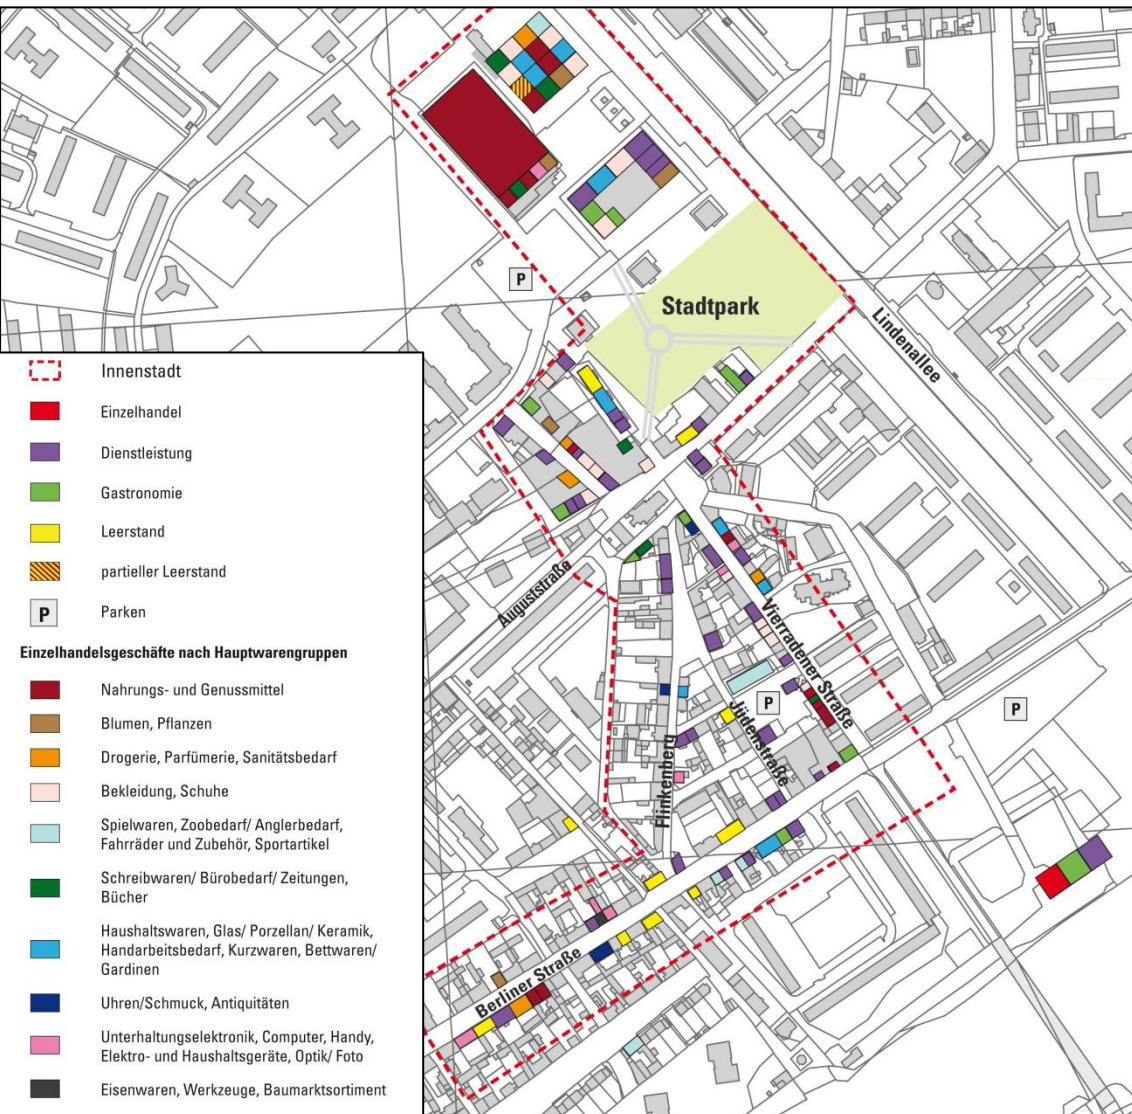 P
Stadtpark
Lindenallee
Auguststraße
Vierradener Straße
P
P
Jüdenstraße
Flinkenberg
Berliner Straße
Innenstadt
Einzelhandel
Dienstleistung
Gastronomie
Leerstand
partieller Leerstand
P Parken
Einzelhandelsgeschäfte nach Hauptwarengruppen
Nahrungs- und Genussmittel
Blumen, Pflanzen
Drogerie, Parfümerie, Sanitätsbedarf
Bekleidung, Schuhe
Spielwaren, Zoobedarf/ Anglerbedarf,
Fahrräder und Zubehör, Sportartikel
Schreibwaren/ Bürobedarf/ Zeitungen,
Bücher
Haushaltswaren, Glas/ Porzellan/ Keramik,
Handarbeitsbedarf, Kurzwaren, Bettwaren/
Gardinen
Uhren/Schmuck, Antiquitäten
Unterhaltungselektronik, Computer, Handy,
Elektro- und Haushaltsgeräte, Optik/ Foto
Eisenwaren, Werkzeuge, Baumarktsortiment